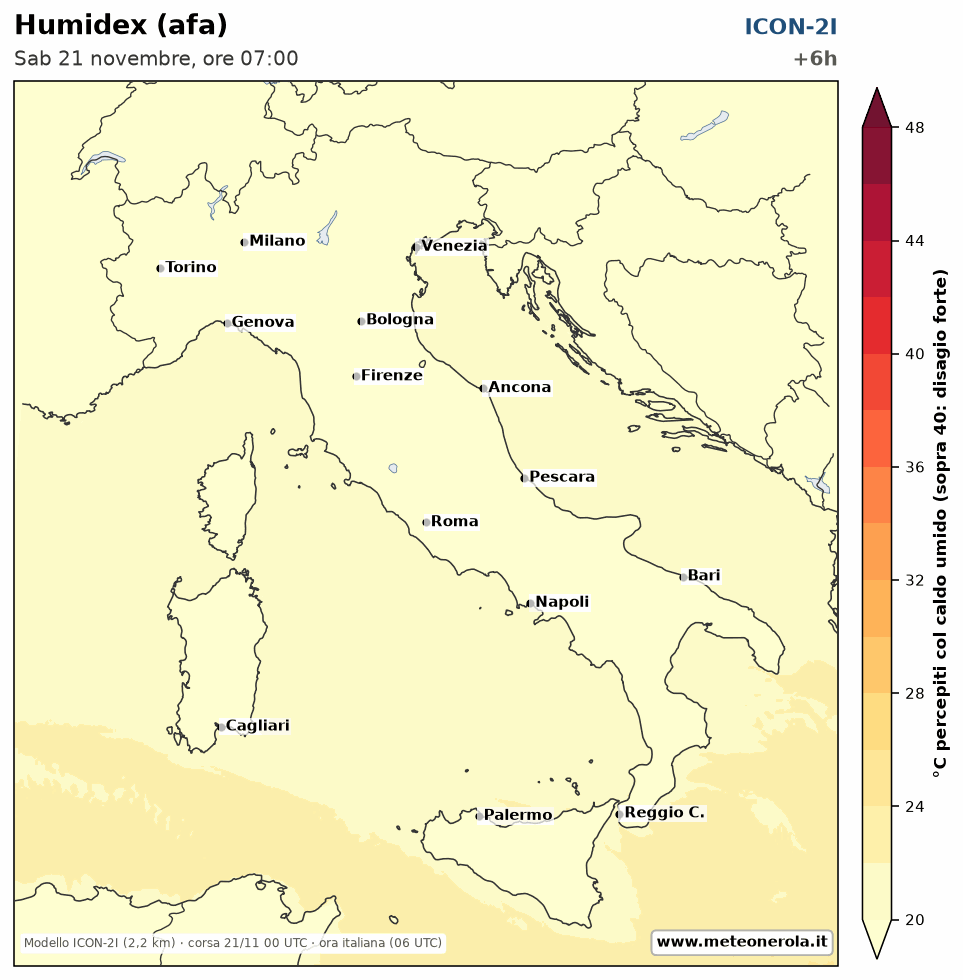 Humidex (afa)
ICON-2I
Sab 21 novembre, ore 07:00
+6h
48
44
40
36
32
28
24
20
°C percepiti col caldo umido (sopra 40: disagio forte)
Milano
Venezia
Torino
Genova
Bologna
Firenze
Ancona
Pescara
Roma
Bari
Napoli
Cagliari
Palermo
Reggio C.
Modello ICON-2I (2,2 km) · corsa 21/11 00 UTC · ora italiana (06 UTC)
www.meteonerola.it